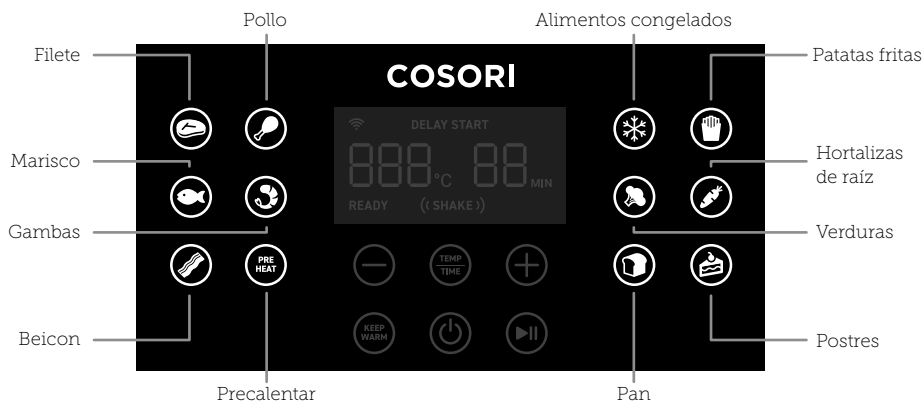 Pollo
Alimentos congelados
Filete
Patatas fritas
COSORI
DELAY START
Marisco
888 °C 88 MIN
Hortalizas
de raíz
READY ((SHAKE))
Gambas
Verduras
PRE
HEAT
TEMP
TIME
KEEP
WARM
Beicon
Postres
Precalentar
Pan